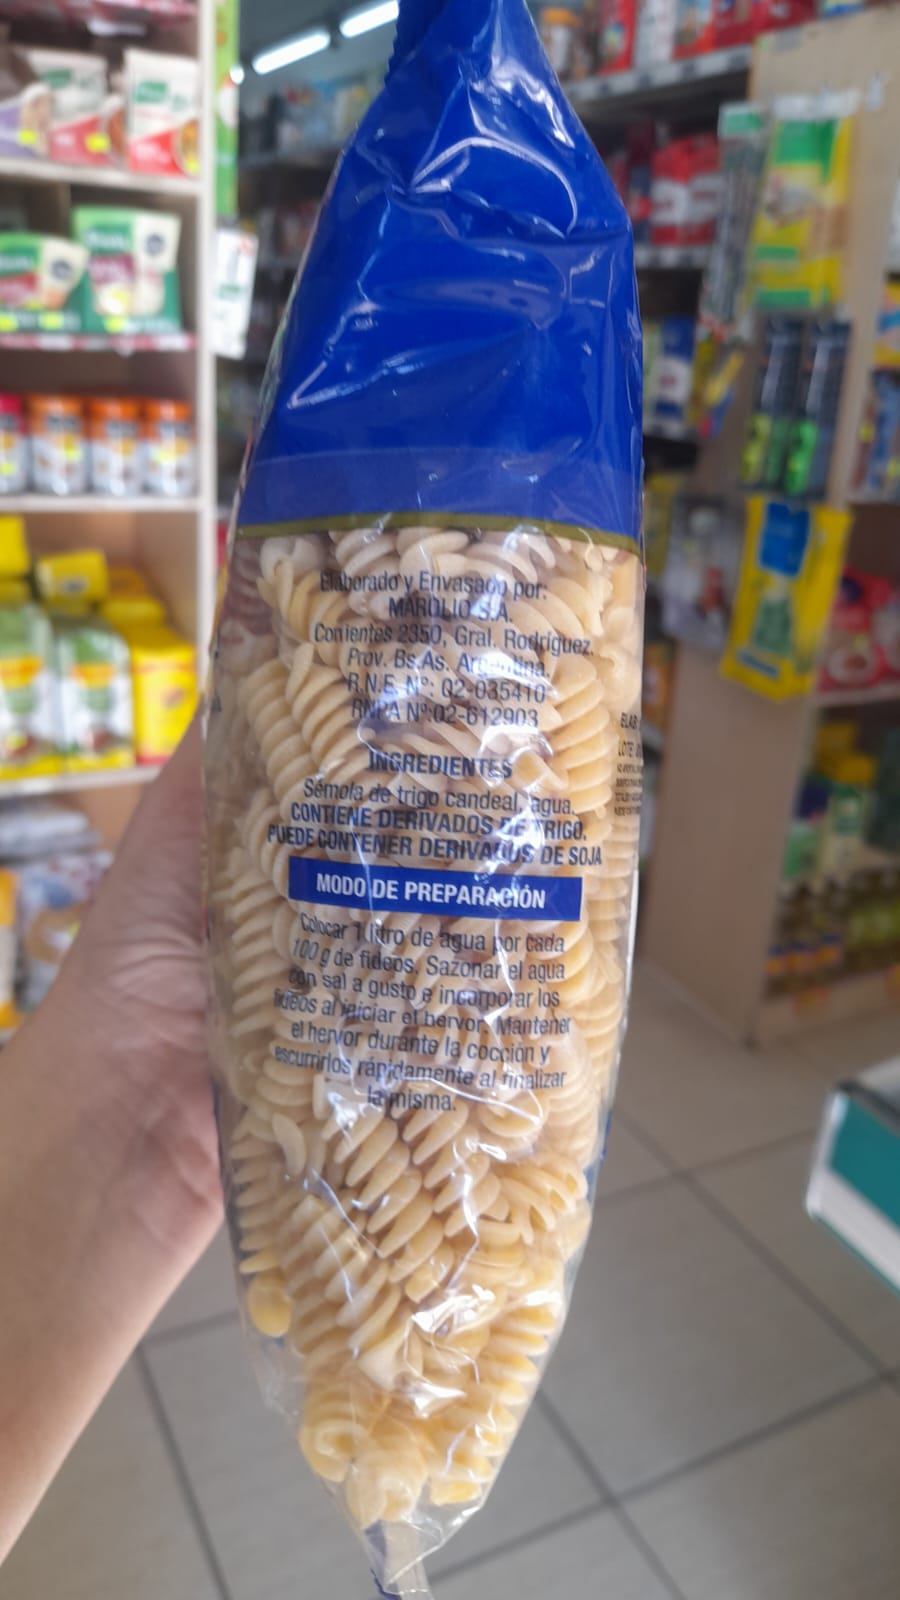 Elaborado y Envasado por:
MAROLIO S.A.
Corrientes 2350, Gral. Rodríguez.
Prov. Bs.As. Argentina.
R.N.E. Nº: 02-035410
RNPA Nº:02-612903
INGREDIENTES
Sémola de trigo candeal, agua.
CONTIENE DERIVADOS DE TRIGO.
PUEDE CONTENER DERIVADOS DE SOJA
MODO DE PREPARACIÓN
Colocar 1 litro de agua por cada
100 g de fideos. Sazonar el agua
con sal a gusto e incorporar los
fideos al iniciar el hervor. Mantener
el hervor durante la cocción y
escurrirlos rápidamente al finalizar
la misma.
ELAB
LOTE
Knorr